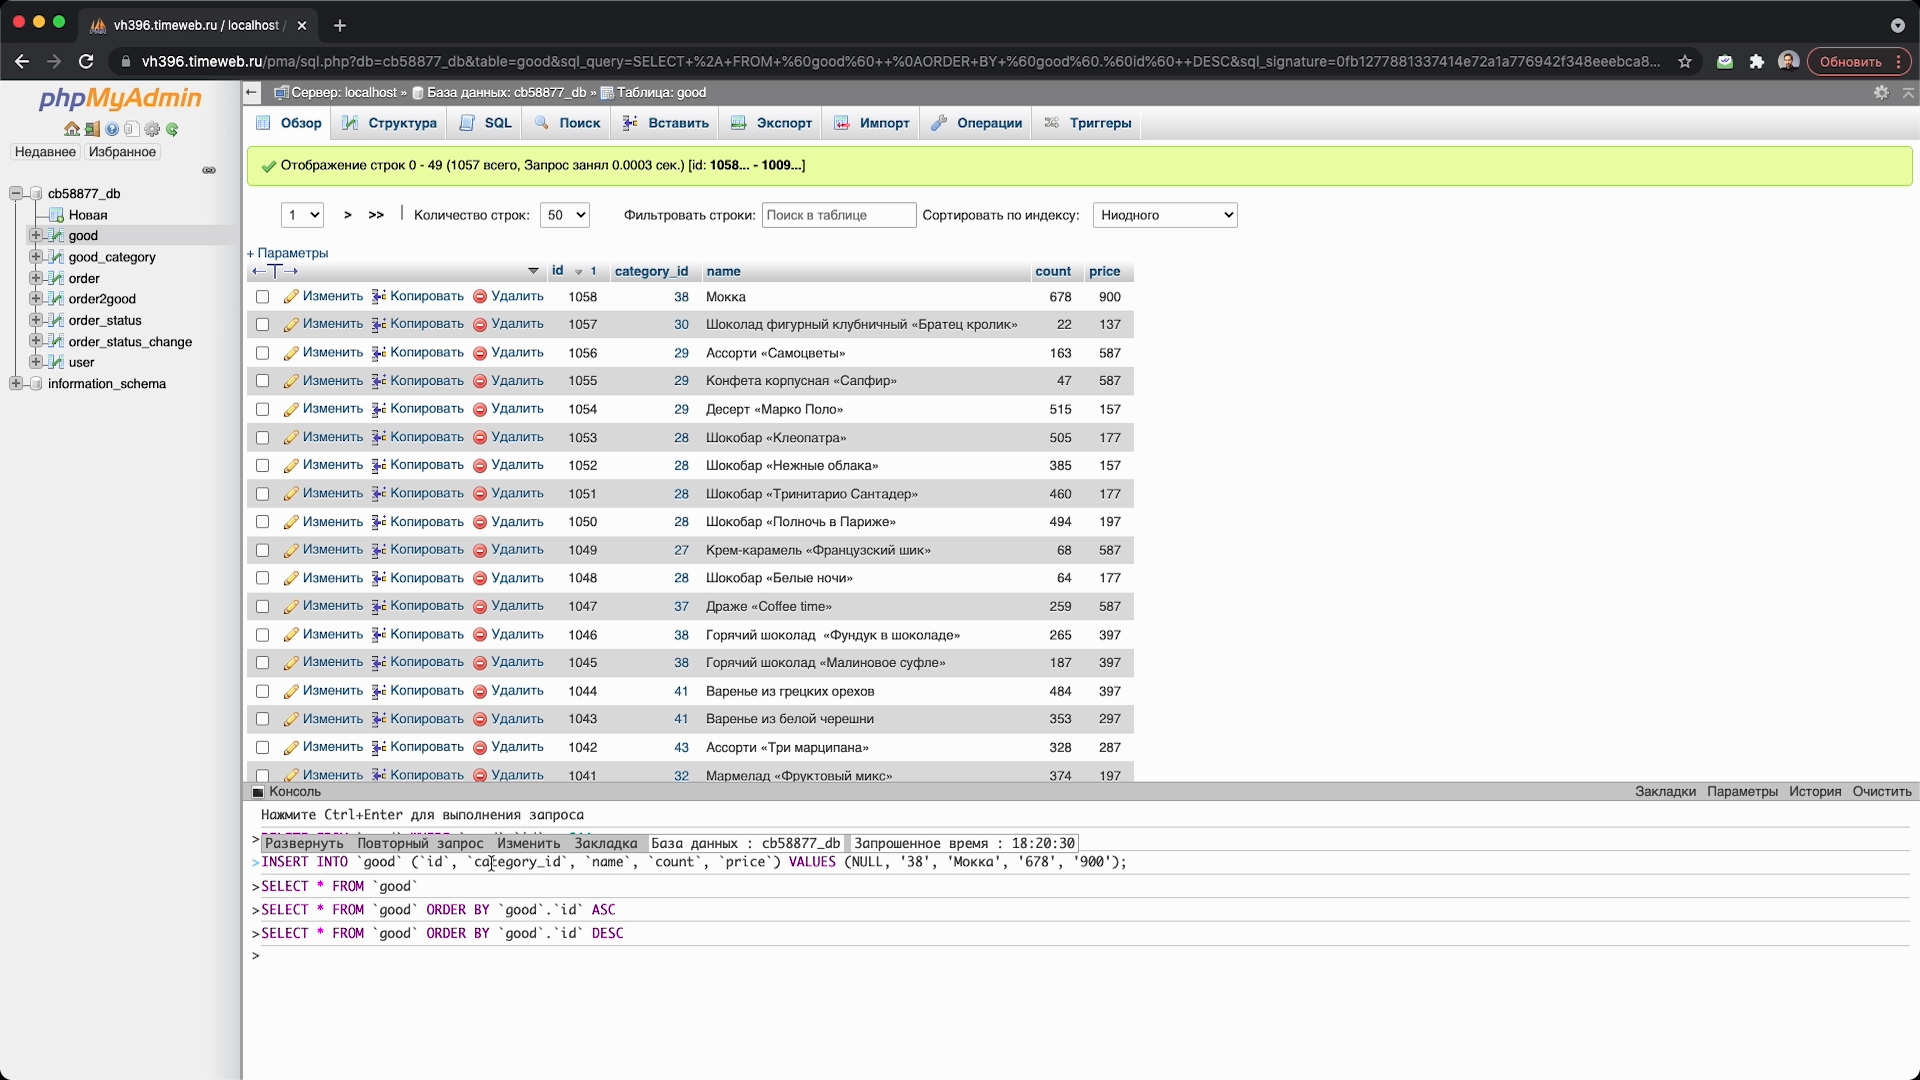 vh396.timeweb.ru / localhost /
vh396.timeweb.ru/pma/sql.php?db=cb58877_db&table=good&sql_query=SELECT+%2A+FROM+%60good%60++%0AORDER+BY+%60good%60.%60id%60++DESC&sql_signature=0fb1277881337414e72a1a776942f348eeebca8...
Обновить
phpMyAdmin
Недавнее Избранное
cb58877_db
Новая
good
good_category
order
order2good
order_status
order_status_change
user
information_schema
Сервер: localhost » База данных: cb58877_db » Таблица: good
Обзор Структура SQL Поиск Вставить Экспорт Импорт Операции Триггеры
Отображение строк 0 - 49 (1057 всего, Запрос занял 0.0003 сек.) [id: 1058... - 1009...]
1 > >> | Количество строк: 50 Фильтровать строки: Поиск в таблице Сортировать по индексу: Ниодного
+ Параметры
←T→ id 1 category_id name count price
Изменить Копировать Удалить 1058 38 Мокка 678 900
Изменить Копировать Удалить 1057 30 Шоколад фигурный клубничный «Братец кролик» 22 137
Изменить Копировать Удалить 1056 29 Ассорти «Самоцветы» 163 587
Изменить Копировать Удалить 1055 29 Конфета корпусная «Сапфир» 47 587
Изменить Копировать Удалить 1054 29 Десерт «Марко Поло» 515 157
Изменить Копировать Удалить 1053 28 Шокобар «Клеопатра» 505 177
Изменить Копировать Удалить 1052 28 Шокобар «Нежные облака» 385 157
Изменить Копировать Удалить 1051 28 Шокобар «Тринитарио Сантадер» 460 177
Изменить Копировать Удалить 1050 28 Шокобар «Полночь в Париже» 494 197
Изменить Копировать Удалить 1049 27 Крем-карамель «Французский шик» 68 587
Изменить Копировать Удалить 1048 28 Шокобар «Белые ночи» 64 177
Изменить Копировать Удалить 1047 37 Драже «Coffee time» 259 587
Изменить Копировать Удалить 1046 38 Горячий шоколад «Фундук в шоколаде» 265 397
Изменить Копировать Удалить 1045 38 Горячий шоколад «Малиновое суфле» 187 397
Изменить Копировать Удалить 1044 41 Варенье из грецких орехов 484 397
Изменить Копировать Удалить 1043 41 Варенье из белой черешни 353 297
Изменить Копировать Удалить 1042 43 Ассорти «Три марципана» 328 287
Изменить Копировать Удалить 1041 32 Мармелад «Фруктовый микс» 374 197
Консоль Закладки Параметры История Очистить
Нажмите Ctrl+Enter для выполнения запроса
Развернуть Повторный запрос Изменить Закладка База данных : cb58877_db Запрошенное время : 18:20:30
>INSERT INTO `good` (`id`, `category_id`, `name`, `count`, `price`) VALUES (NULL, '38', 'Мокка', '678', '900');
>SELECT * FROM `good`
>SELECT * FROM `good` ORDER BY `good`.`id` ASC
>SELECT * FROM `good` ORDER BY `good`.`id` DESC
>